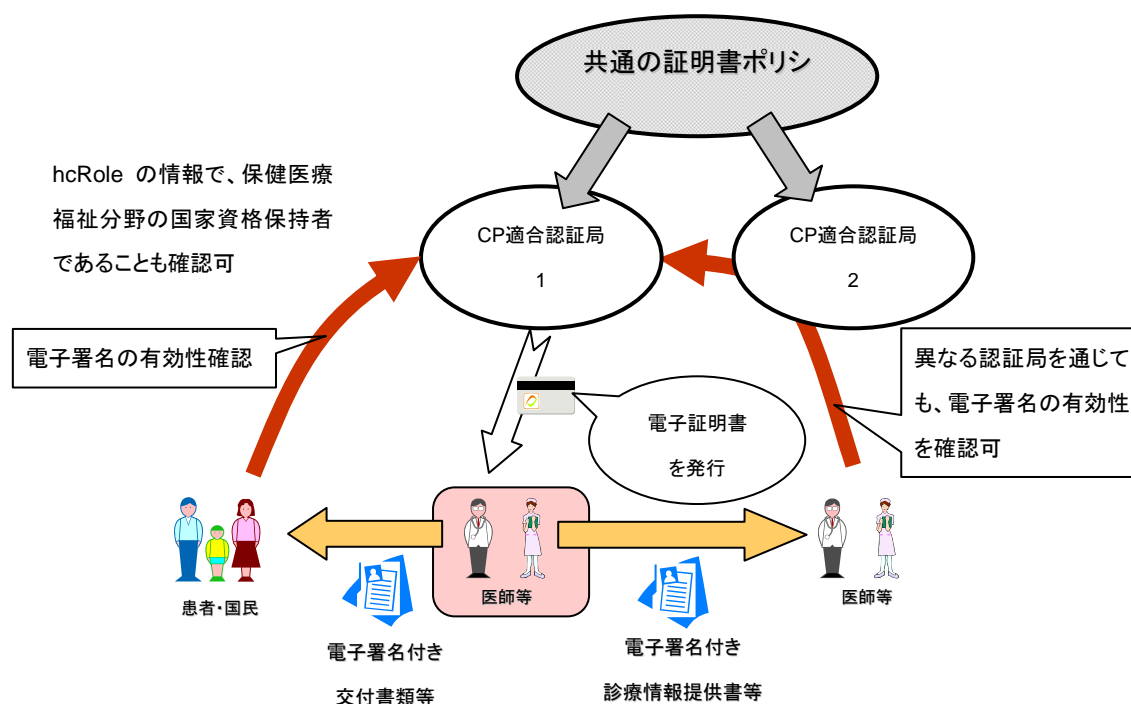 共通の証明書ポリシ
hcRole の情報で、保健医療
福祉分野の国家資格保持者
であることも確認可
CP適合認証局
1
CP適合認証局
2
電子署名の有効性確認
異なる認証局を通じて
も、電子署名の有効性
を確認可
電子証明書
を発行
患者・国民
医師等
医師等
電子署名付き
交付書類等
電子署名付き
診療情報提供書等